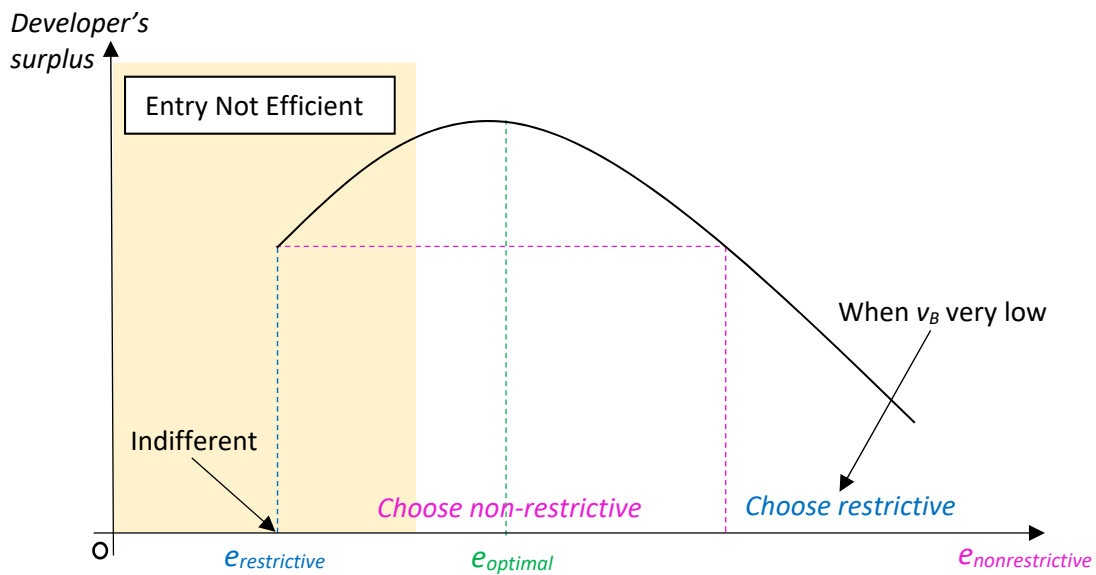 Developer's
surplus
Entry Not Efficient
When vB very low
Indifferent
Choose non-restrictive
Choose restrictive
O
erestrictive
eoptimal
enonrestrictive